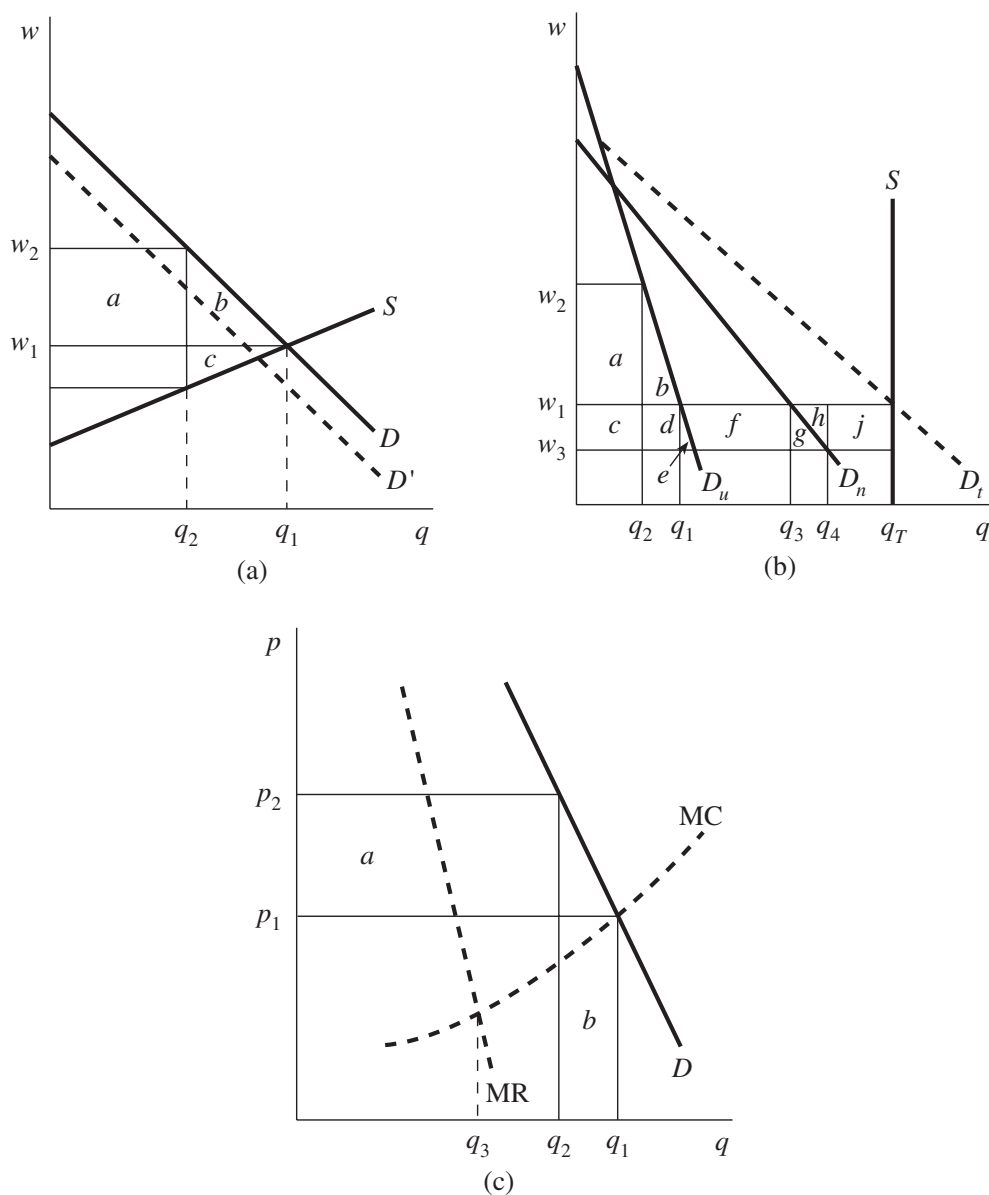 w
w₂
a
b
S
w₁
c
D
D'
q₂ q₁ q
(a)
w
S
w₂
a
b
w₁
c d f g h j
w₃
e
Dᵤ Dₙ Dₜ
q₂ q₁ q₃ q₄ q_T q
(b)
p
p₂
MC
a
p₁
b
D
MR
q₃ q₂ q₁ q
(c)